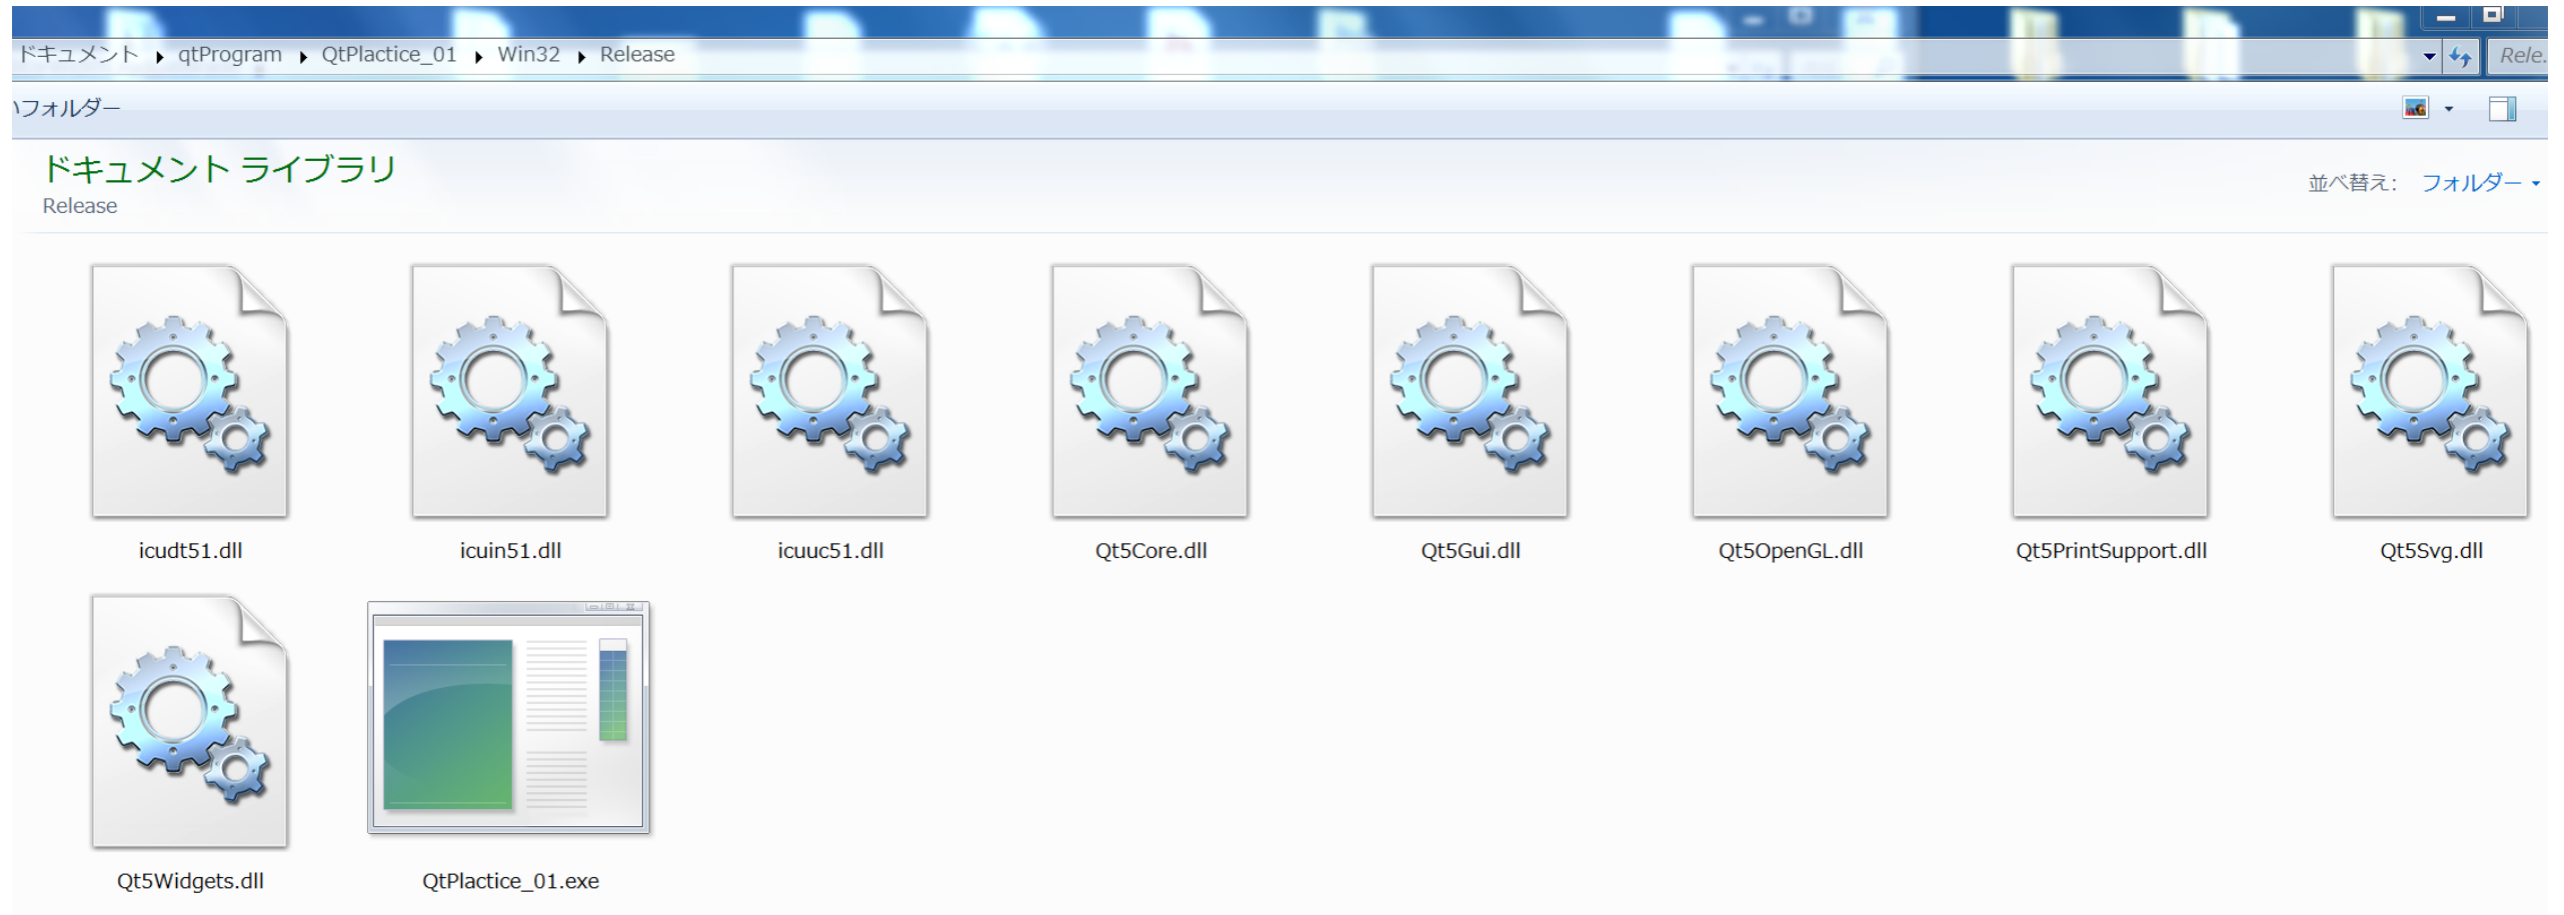 ドキュメント ▸ qtProgram ▸ QtPlactice_01 ▸ Win32 ▸ Release
Rele.
いフォルダー
ドキュメント ライブラリ
Release
並べ替え: フォルダー
icudt51.dll
icuin51.dll
icuuc51.dll
Qt5Core.dll
Qt5Gui.dll
Qt5OpenGL.dll
Qt5PrintSupport.dll
Qt5Svg.dll
Qt5Widgets.dll
QtPlactice_01.exe